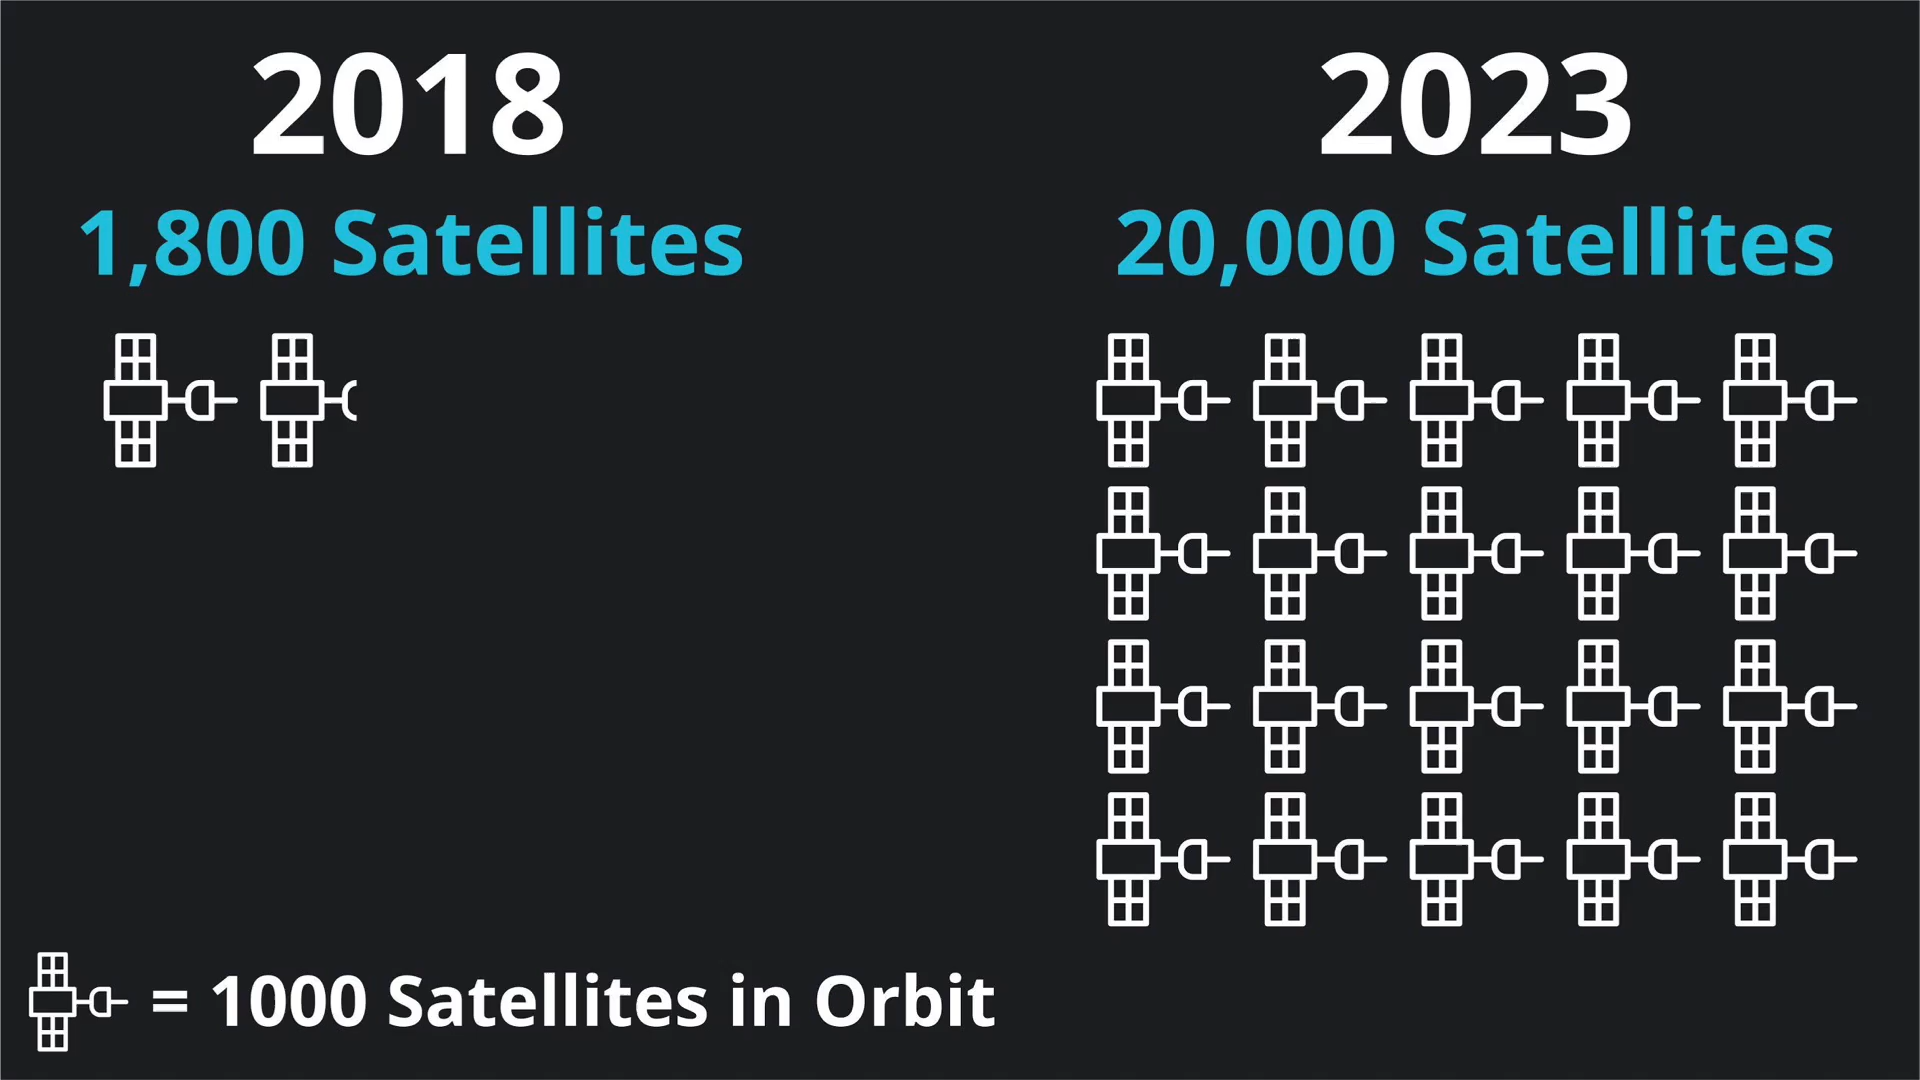 2018
1,800 Satellites
2023
20,000 Satellites
= 1000 Satellites in Orbit